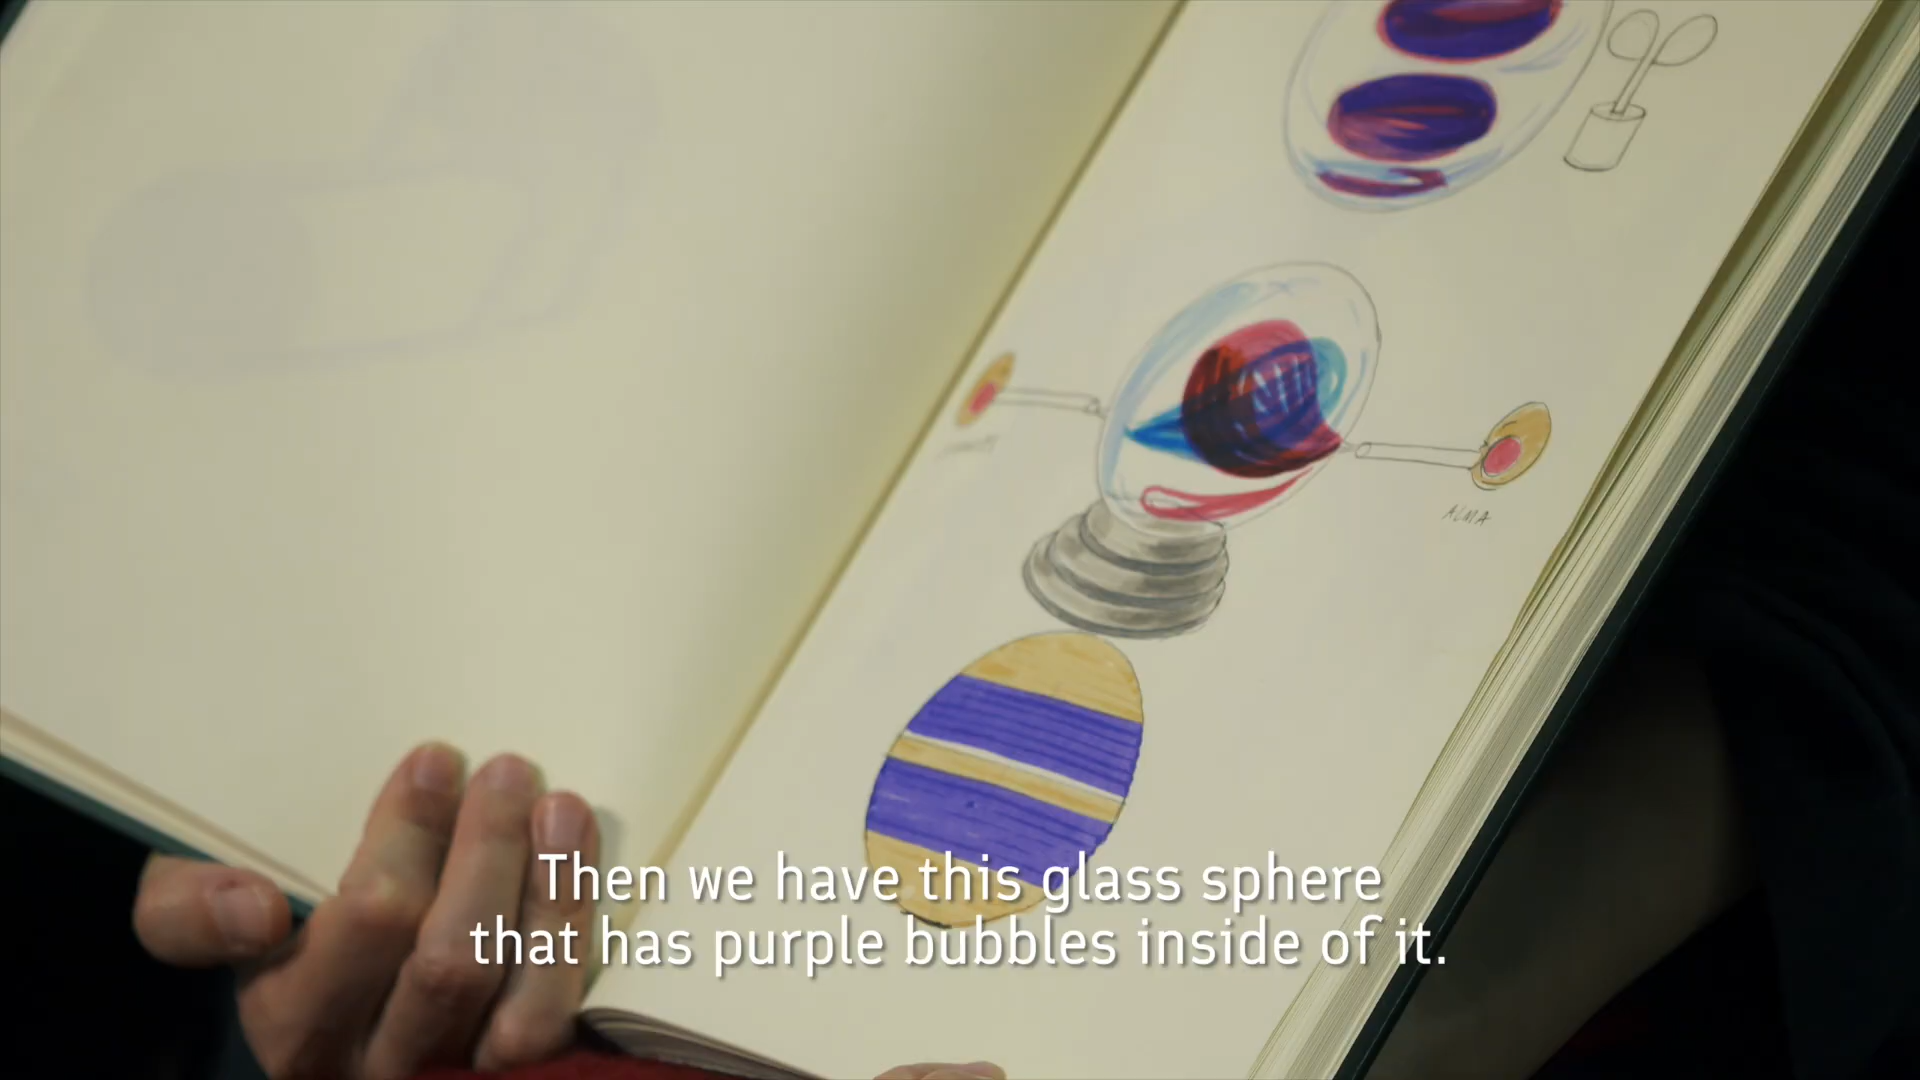 ALMA
Then we have this glass sphere
that has purple bubbles inside of it.